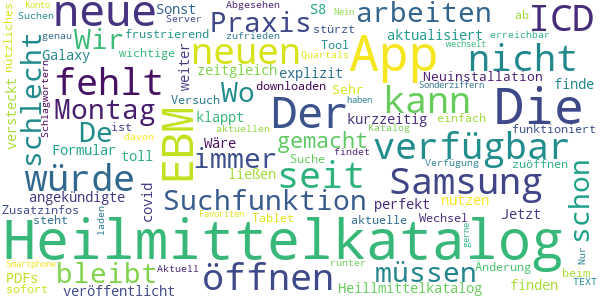 Abgesehen Nein
Konto Sonst Server S8 ab ICD
Suchen neue Praxis stürzt arbeiten
nützliches genau Wir frustrierend App aktualisiert erreichbar
wichtige Tool Quartals wechselt
zufrieden
Galaxy weiter neuen nicht
versteckt fehlt zeitgleich explizit Neuinstallation
schlecht Schlagwortern Sehr Sonderziffern finde
Montag Versuch Wo downloaden kann Die
De EBM klappt Der kurzzeitig haben einfach funktioniert
ist davon gemacht Katalog
Formular toll immer Wäre Suche verfügbar
aktuellen findet Verfügung zuöffnen
würde ließen seit Samsung schon
angekündigte covid Suchfunktion perfekt nutzen
Zusatzinfos Favoriten Tablet Wechsel Jetzt
steht laden aktuelle gerne
Heilmittelkatalog
Smartphone Aktuell runter Änderung Nur
PDFs bleibt öffnen müssen beim TEXT
sofort veröffentlicht Heillmittelkatalog finden